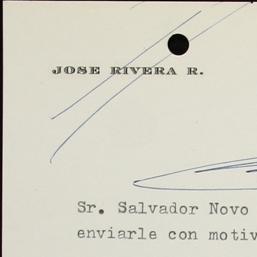 JOSE RIVERA R.
Sr. Salvador Novo
enviarle con motiv